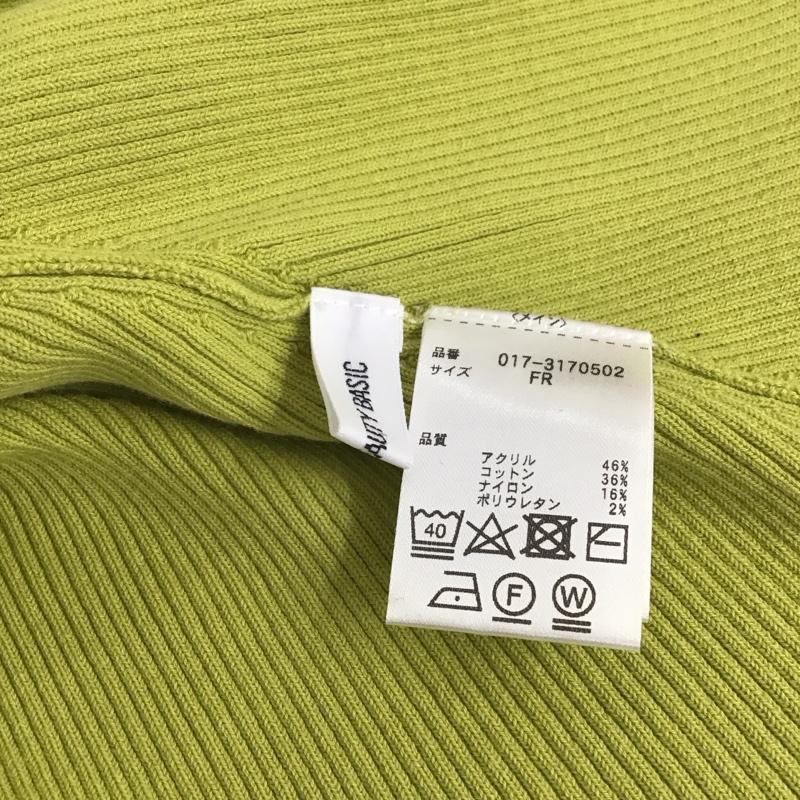 AUTY BASIC
〈メイン〉
品番 017-3170502
サイズ FR
品質
アクリル 46%
コットン 36%
ナイロン 16%
ポリウレタン 2%
40
F W